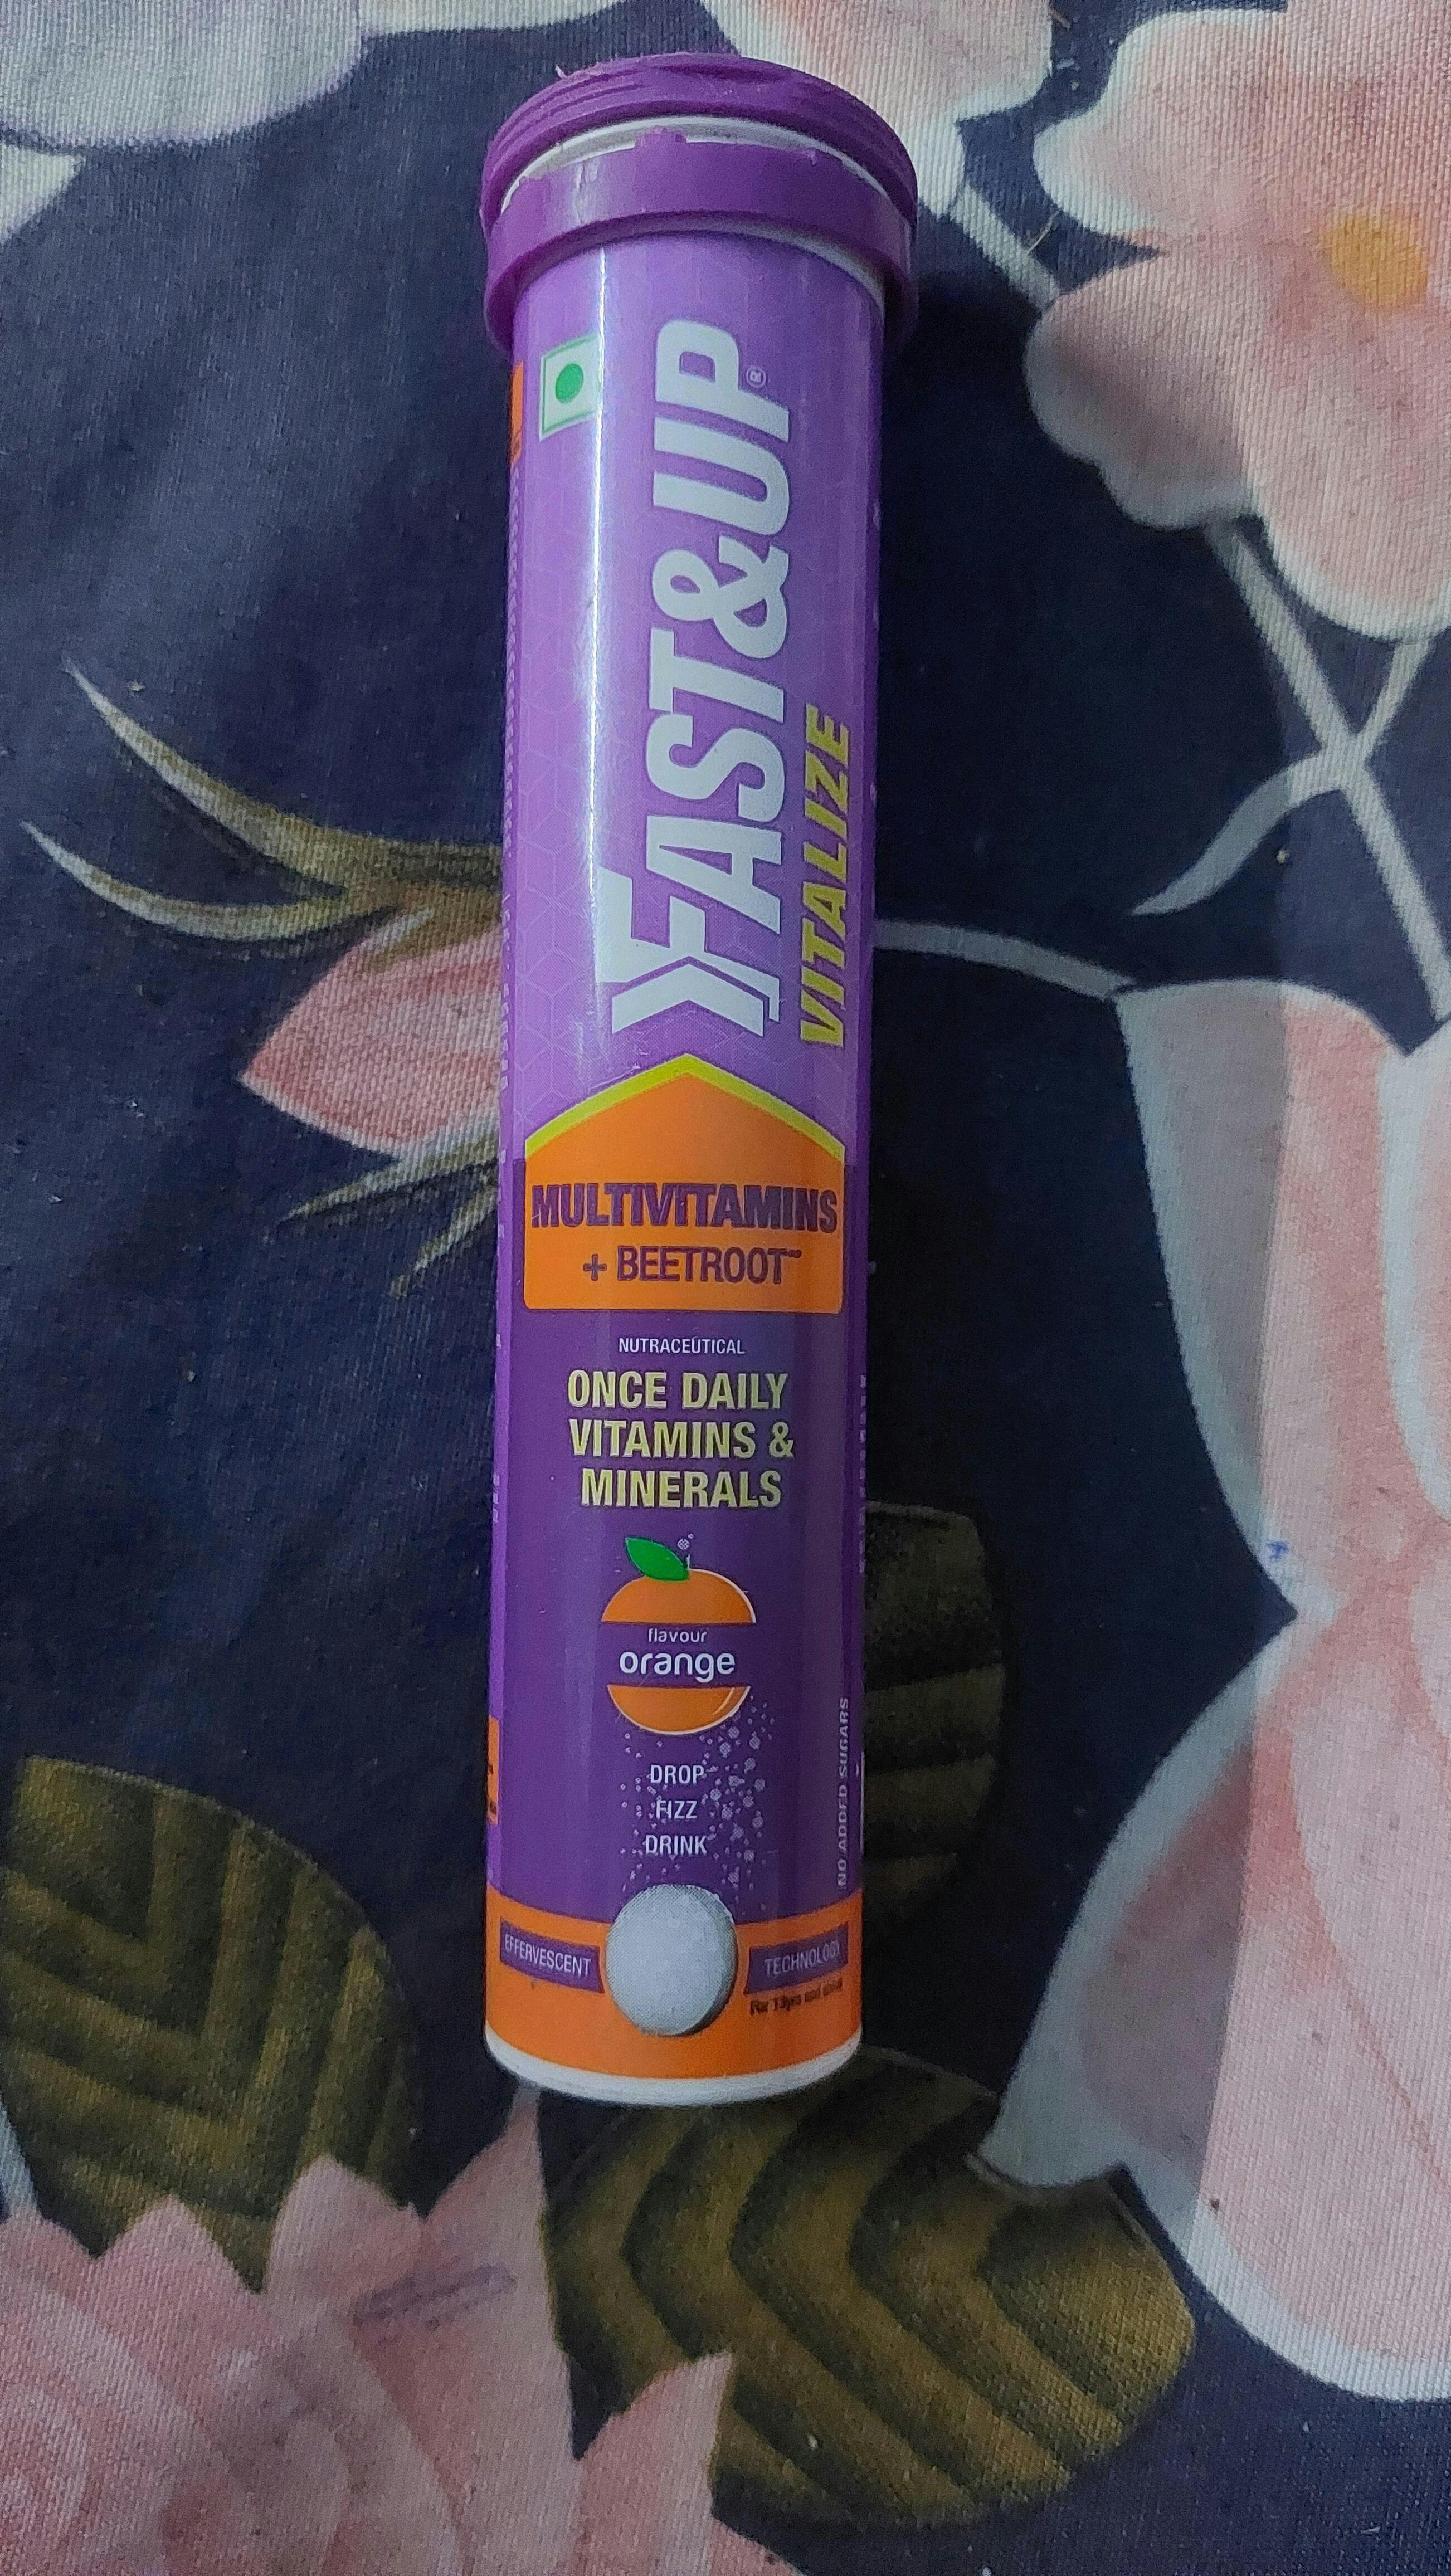 FAST&UP®
VITALIZE
MULTIVITAMINS
+ BEETROOT~
NUTRACEUTICAL
ONCE DAILY
VITAMINS &
MINERALS
flavour
orange
DROP
FIZZ
DRINK
NO ADDED SUGARS
EFFERVESCENT
TECHNOLOGY